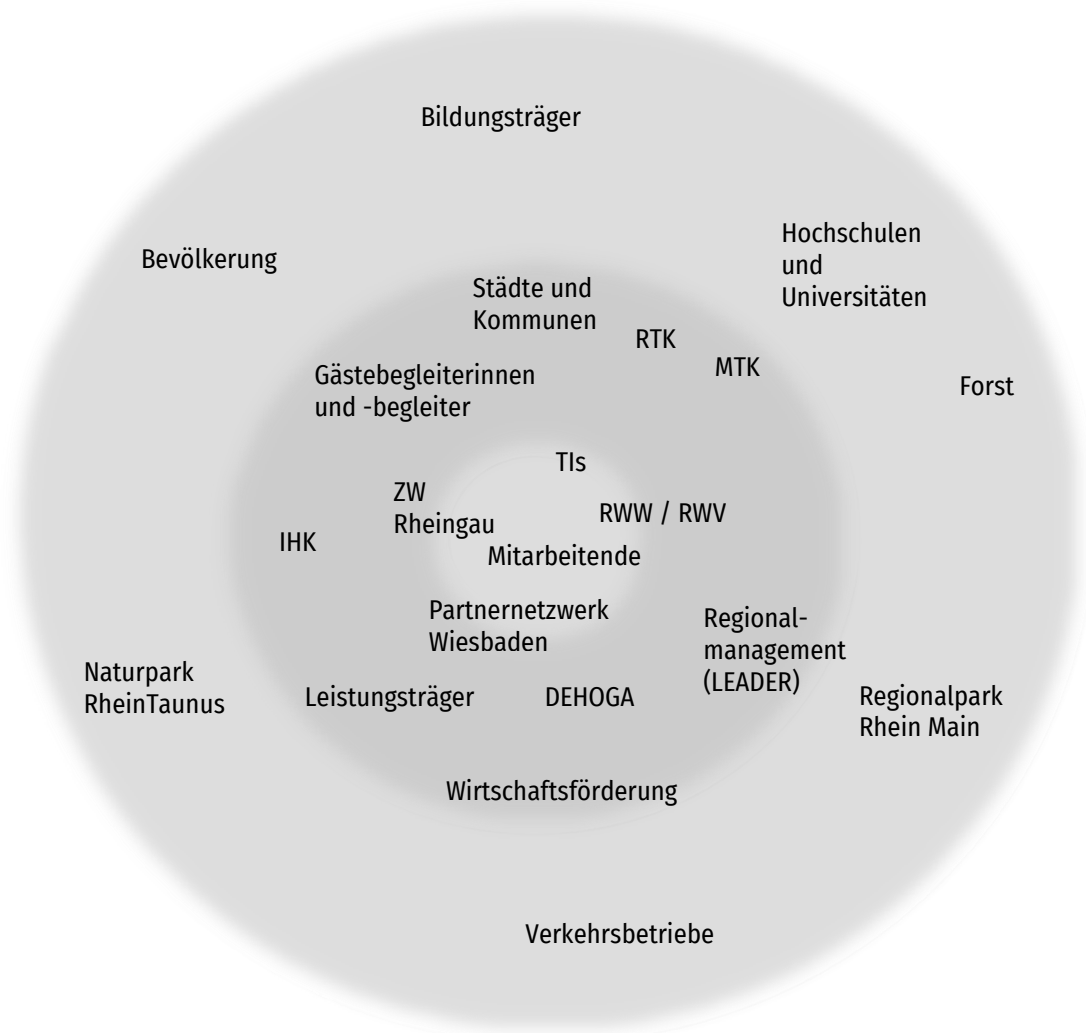 Bildungsträger
Hochschulen
und
Universitäten
Bevölkerung
Städte und
Kommunen
RTK
MTK
Gästebegleiterinnen
und -begleiter
Forst
TIs
ZW
Rheingau
RWW / RWV
IHK
Mitarbeitende
Partnernetzwerk
Wiesbaden
Regional-
management
(LEADER)
Naturpark
RheinTaunus
Leistungsträger
DEHOGA
Regionalpark
Rhein Main
Wirtschaftsförderung
Verkehrsbetriebe